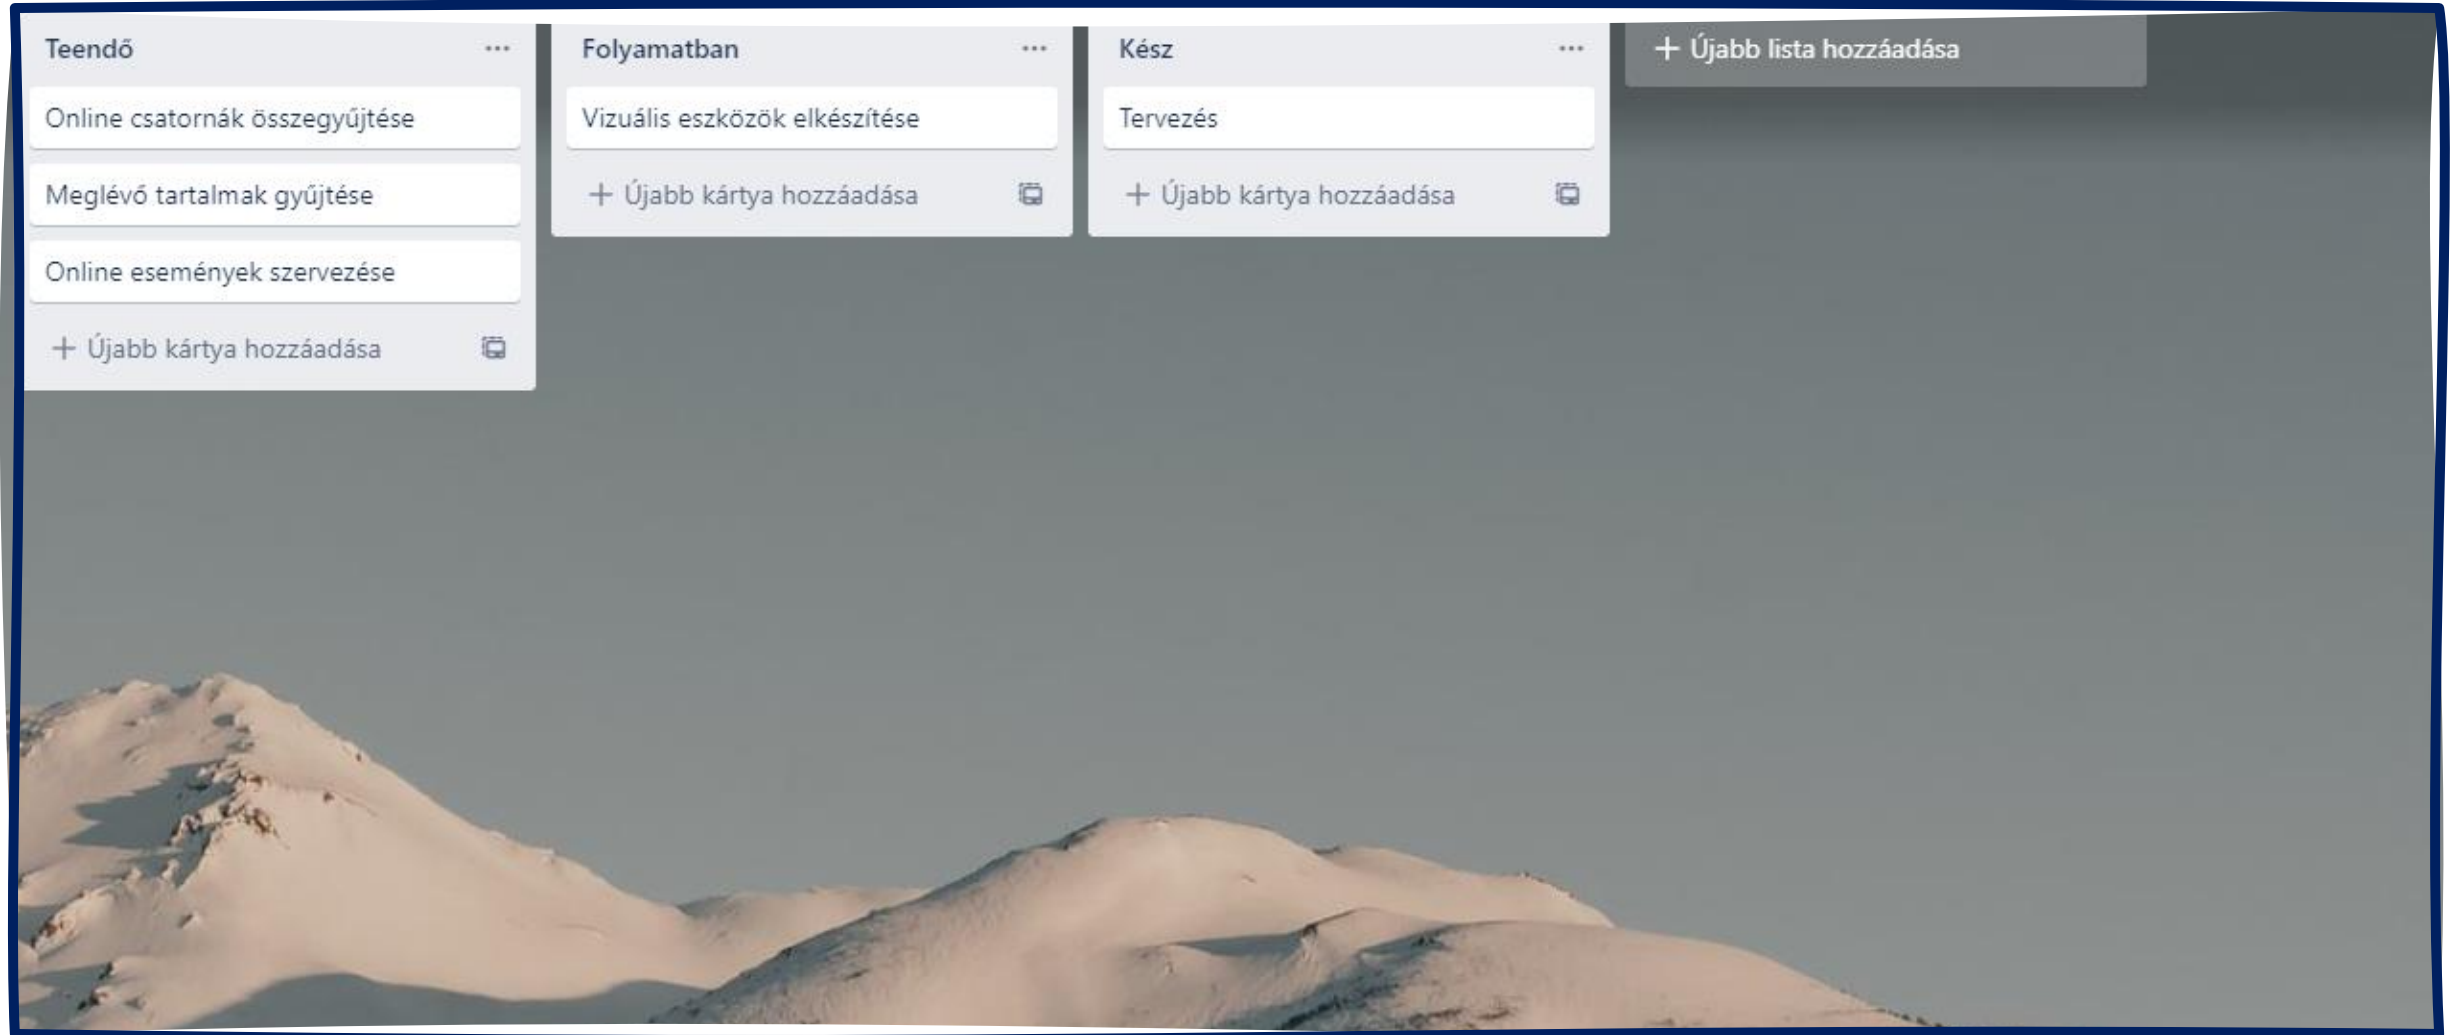 Teendő
Online csatornák összegyűjtése
Meglévő tartalmak gyűjtése
Online események szervezése
Újabb kártya hozzáadása
Folyamatban
Vizuális eszközök elkészítése
Újabb kártya hozzáadása
Kész
Tervezés
Újabb kártya hozzáadása
Újabb lista hozzáadása